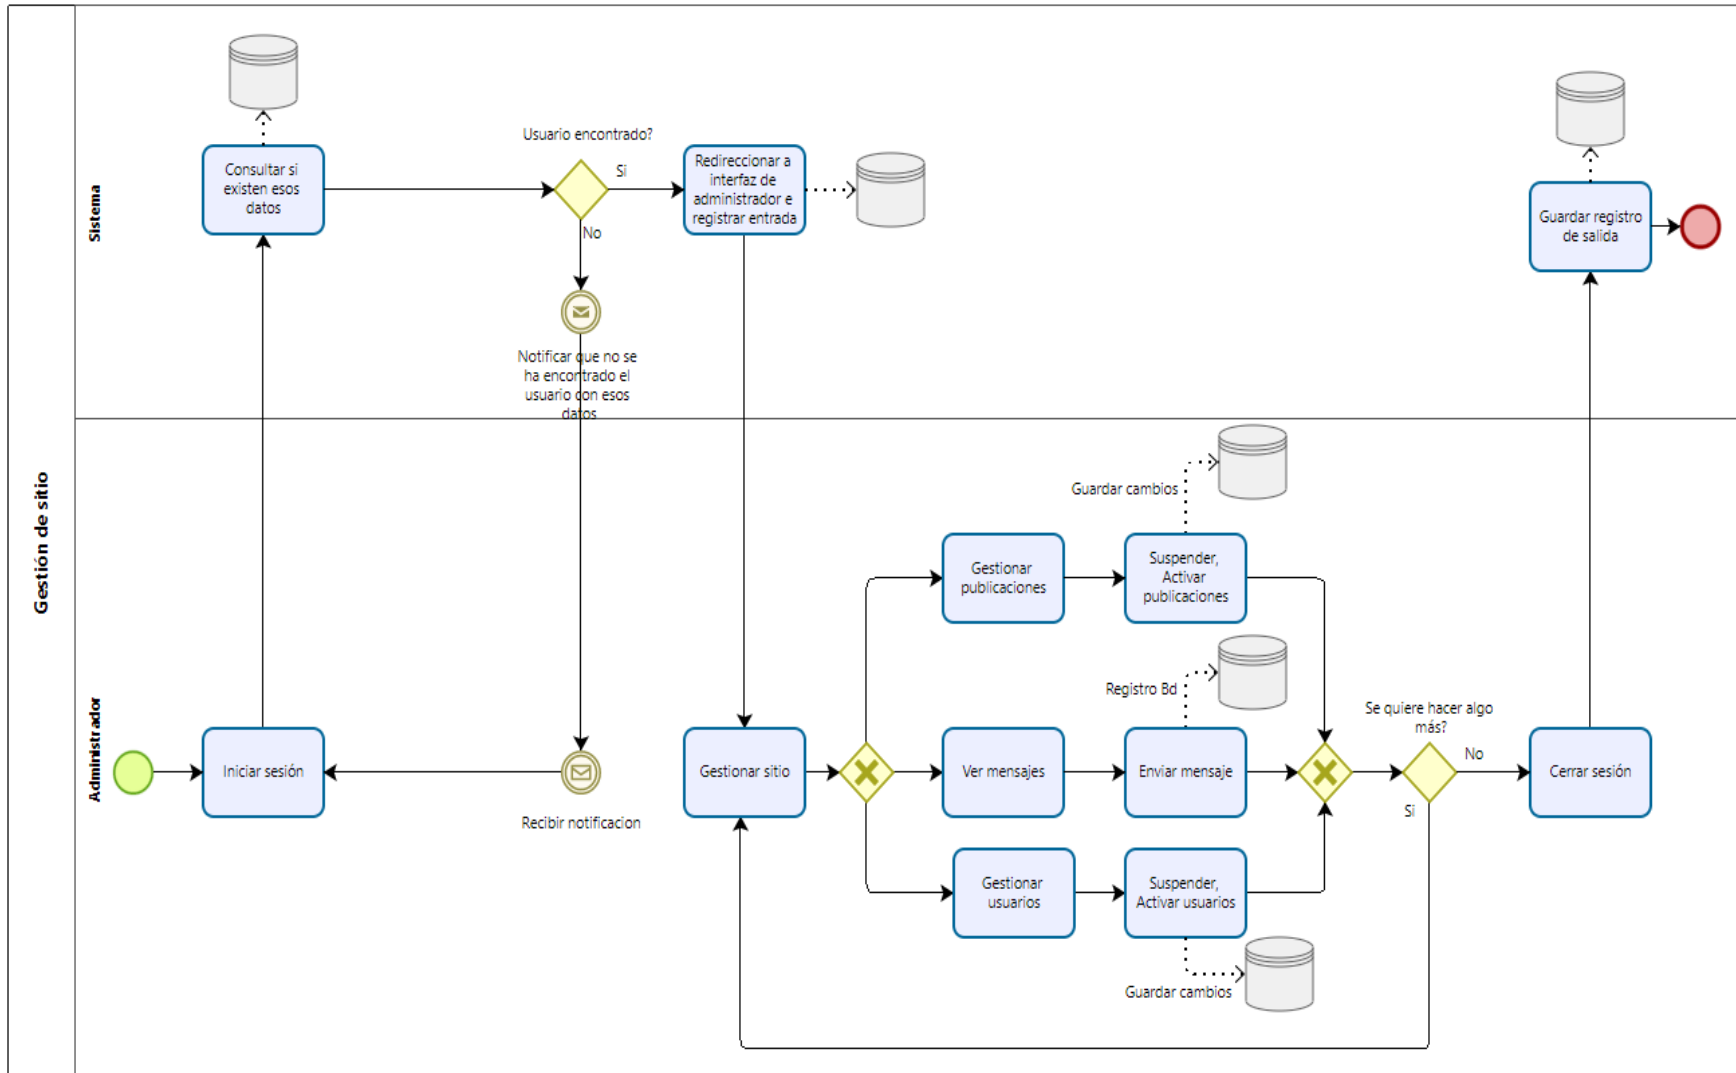 Gestión de sitio
Sistema
Consultar si
existen esos
datos
Usuario encontrado?
Si
No
Redireccionar a
interfaz de
administrador e
registrar entrada
Notificar que no se
ha encontrado el
usuario con esos
datos
Guardar registro
de salida
Administrador
Iniciar sesión
Recibir notificacion
Gestionar sitio
Gestionar
publicaciones
Suspender,
Activar
publicaciones
Guardar cambios
Ver mensajes
Enviar mensaje
Registro Bd
Gestionar
usuarios
Suspender,
Activar usuarios
Guardar cambios
Se quiere hacer algo
más?
No
Si
Cerrar sesión